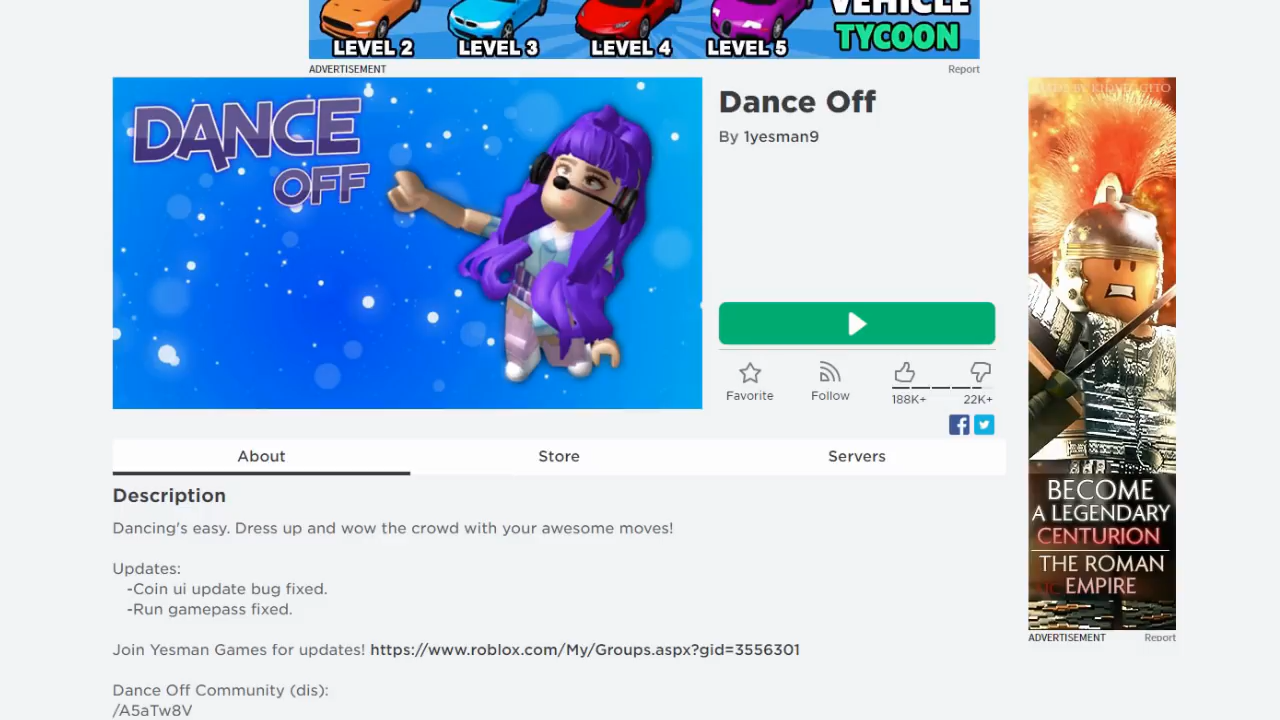 VEHICLE
TYCOON
LEVEL 2
LEVEL 3
LEVEL 4
LEVEL 5
ADVERTISEMENT
Report
DANCE
OFF
Dance Off
By 1yesman9
Favorite
Follow
188K+
22K+
About
Store
Servers
Description
Dancing's easy. Dress up and wow the crowd with your awesome moves!
Updates:
-Coin ui update bug fixed.
-Run gamepass fixed.
Join Yesman Games for updates! https://www.roblox.com/My/Groups.aspx?gid=3556301
Dance Off Community (dis):
/A5aTw8V
BECOME
A LEGENDARY
CENTURION
THE ROMAN
EMPIRE
ADVERTISEMENT
Report